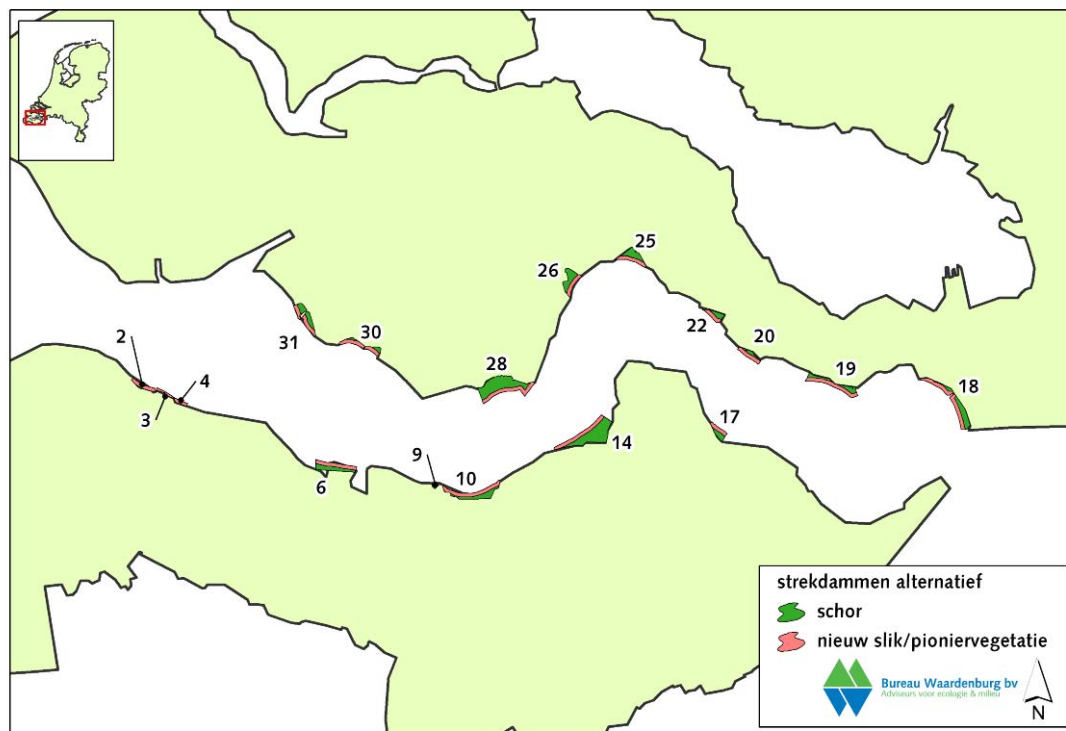 25
26
22
20
31
30
2
28
19
18
4
3
17
14
9
10
6
strekdammen alternatief
schor
nieuw slik/pioniervegetatie
Bureau Waardenburg bv
Adviseurs voor ecologie & milieu
N